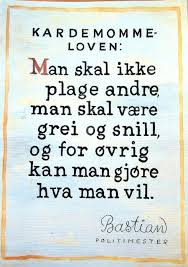 KARDEMOMME-
LOVEN:
Man skal ikke
plage andre,
man skal være
grei og snill,
og for øvrig
kan man gjøre
hva man vil.
Bastian
POLITIMESTER